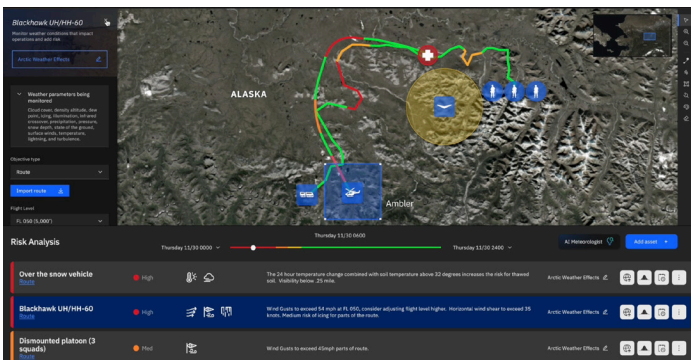 Blackhawk UH/HH-60
Monitor weather conditions that impact
operations and add risk.
Arctic Weather Effects
Weather parameters being
monitored:
Cloud cover, density altitude, dew
point, icing, illumination, infrared
crossover, precipitation, pressure,
snow depth, state of the ground,
surface winds, temperature,
lightning, and turbulence.
Objective type
Route
Import route
Flight Level
FL 050 (5,000')
ALASKA
Ambler
Risk Analysis
Thursday 11/30 0000
Thursday 11/30 0600
Thursday 11/30 2400
AI Meteorologist
Add asset +
Over the snow vehicle
Route
High
The 24 hour temperature change combined with soil temperature above 32 degrees increases the risk for thawed
soil. Visibility below .25 mile.
Arctic Weather Effects
Blackhawk UH/HH-60
Route
High
Wind Gusts to exceed 54 mph at FL 050, consider adjusting flight level higher. Horizontal wind shear to exceed 35
knots. Medium risk of icing for parts of the route.
Arctic Weather Effects
Dismounted platoon (3
squads)
Route
Med
Wind Gusts to exceed 45mph parts of route.
Arctic Weather Effects